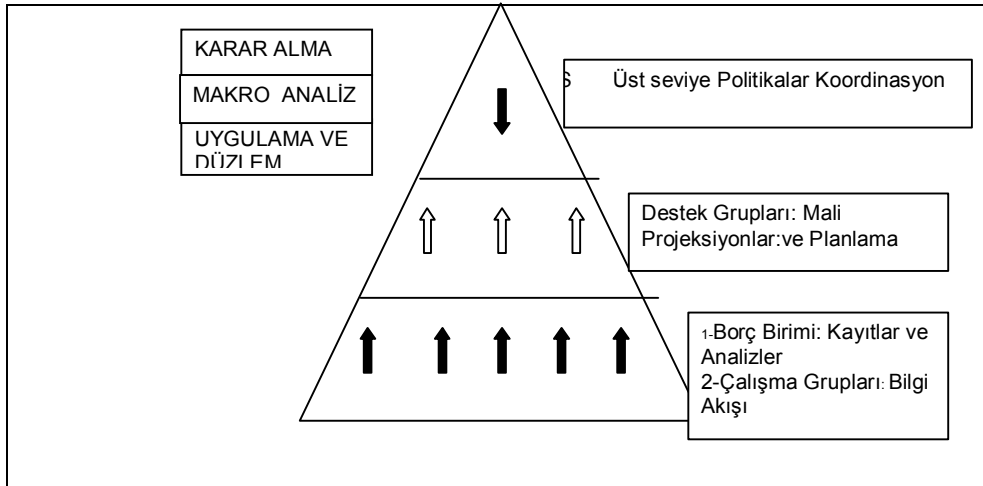 KARAR ALMA
MAKRO ANALİZ
UYGULAMA VE
DÜZLEM
S Üst seviye Politikalar Koordinasyon
Destek Grupları: Mali
Projeksiyonlar:ve Planlama
1-Borç Birimi: Kayıtlar ve
Analizler
2-Çalışma Grupları: Bilgi
Akışı